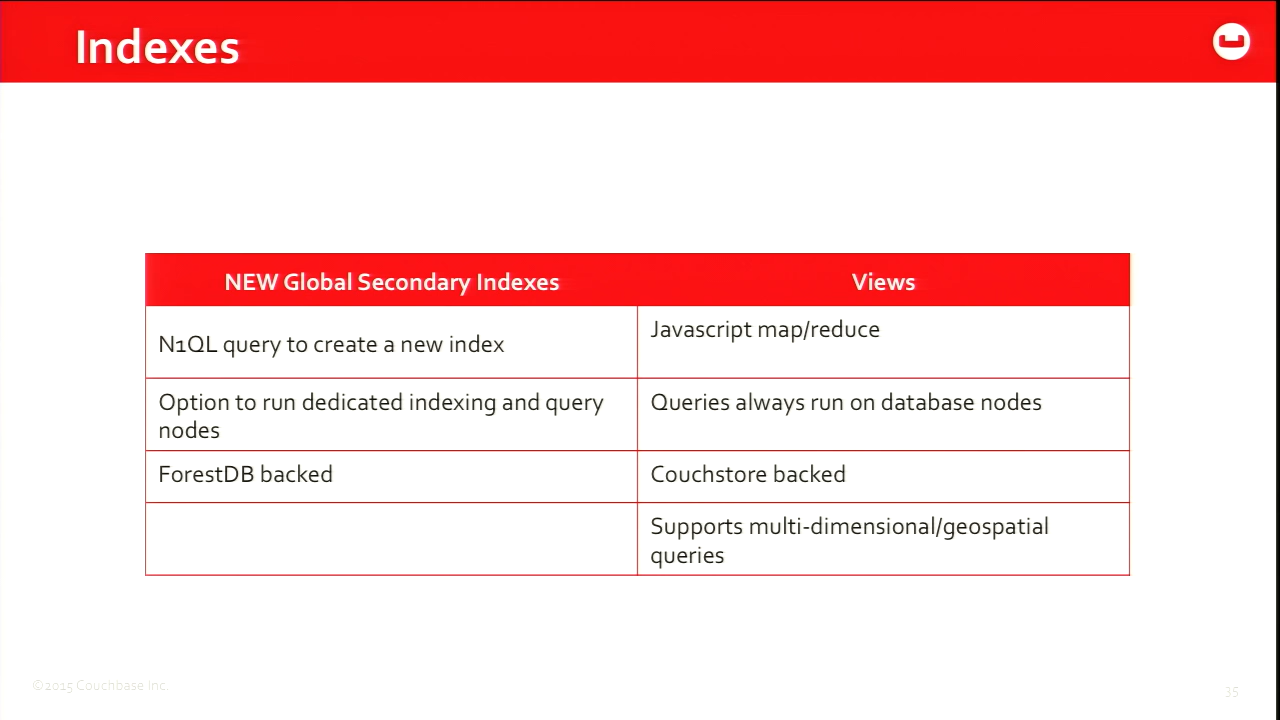 Indexes
NEW Global Secondary Indexes
Views
N1QL query to create a new index
Javascript map/reduce
Option to run dedicated indexing and query
nodes
Queries always run on database nodes
ForestDB backed
Couchstore backed
Supports multi-dimensional/geospatial
queries
©2015 Couchbase Inc.
35